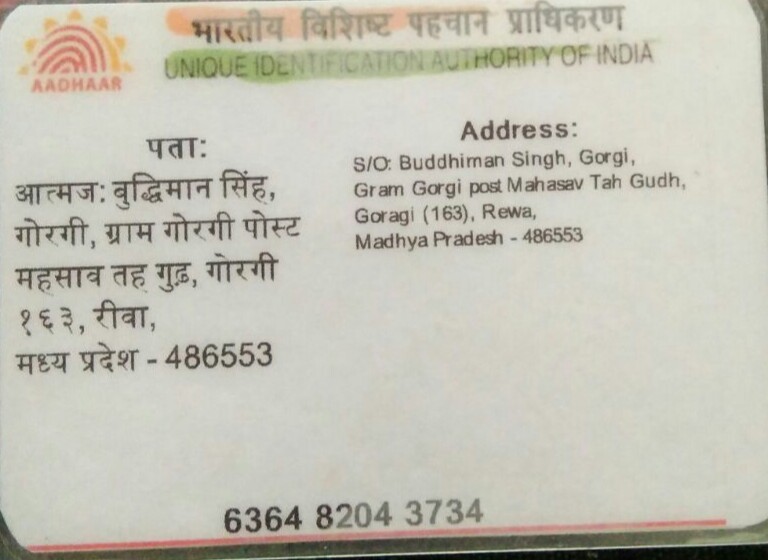 भारतीय विशिष्ट पहचान प्राधिकरण
UNIQUE IDENTIFICATION AUTHORITY OF INDIA
AADHAAR
पता:
आत्मज: बुद्धिमान सिंह,
गोरगी, ग्राम गोरगी पोस्ट
महसाव तह गुढ़, गोरगी
१६३, रीवा,
मध्य प्रदेश - 486553
Address:
S/O: Buddhiman Singh, Gorgi,
Gram Gorgi post Mahasav Tah Gudh,
Goragi (163), Rewa,
Madhya Pradesh - 486553
6364 8204 3734